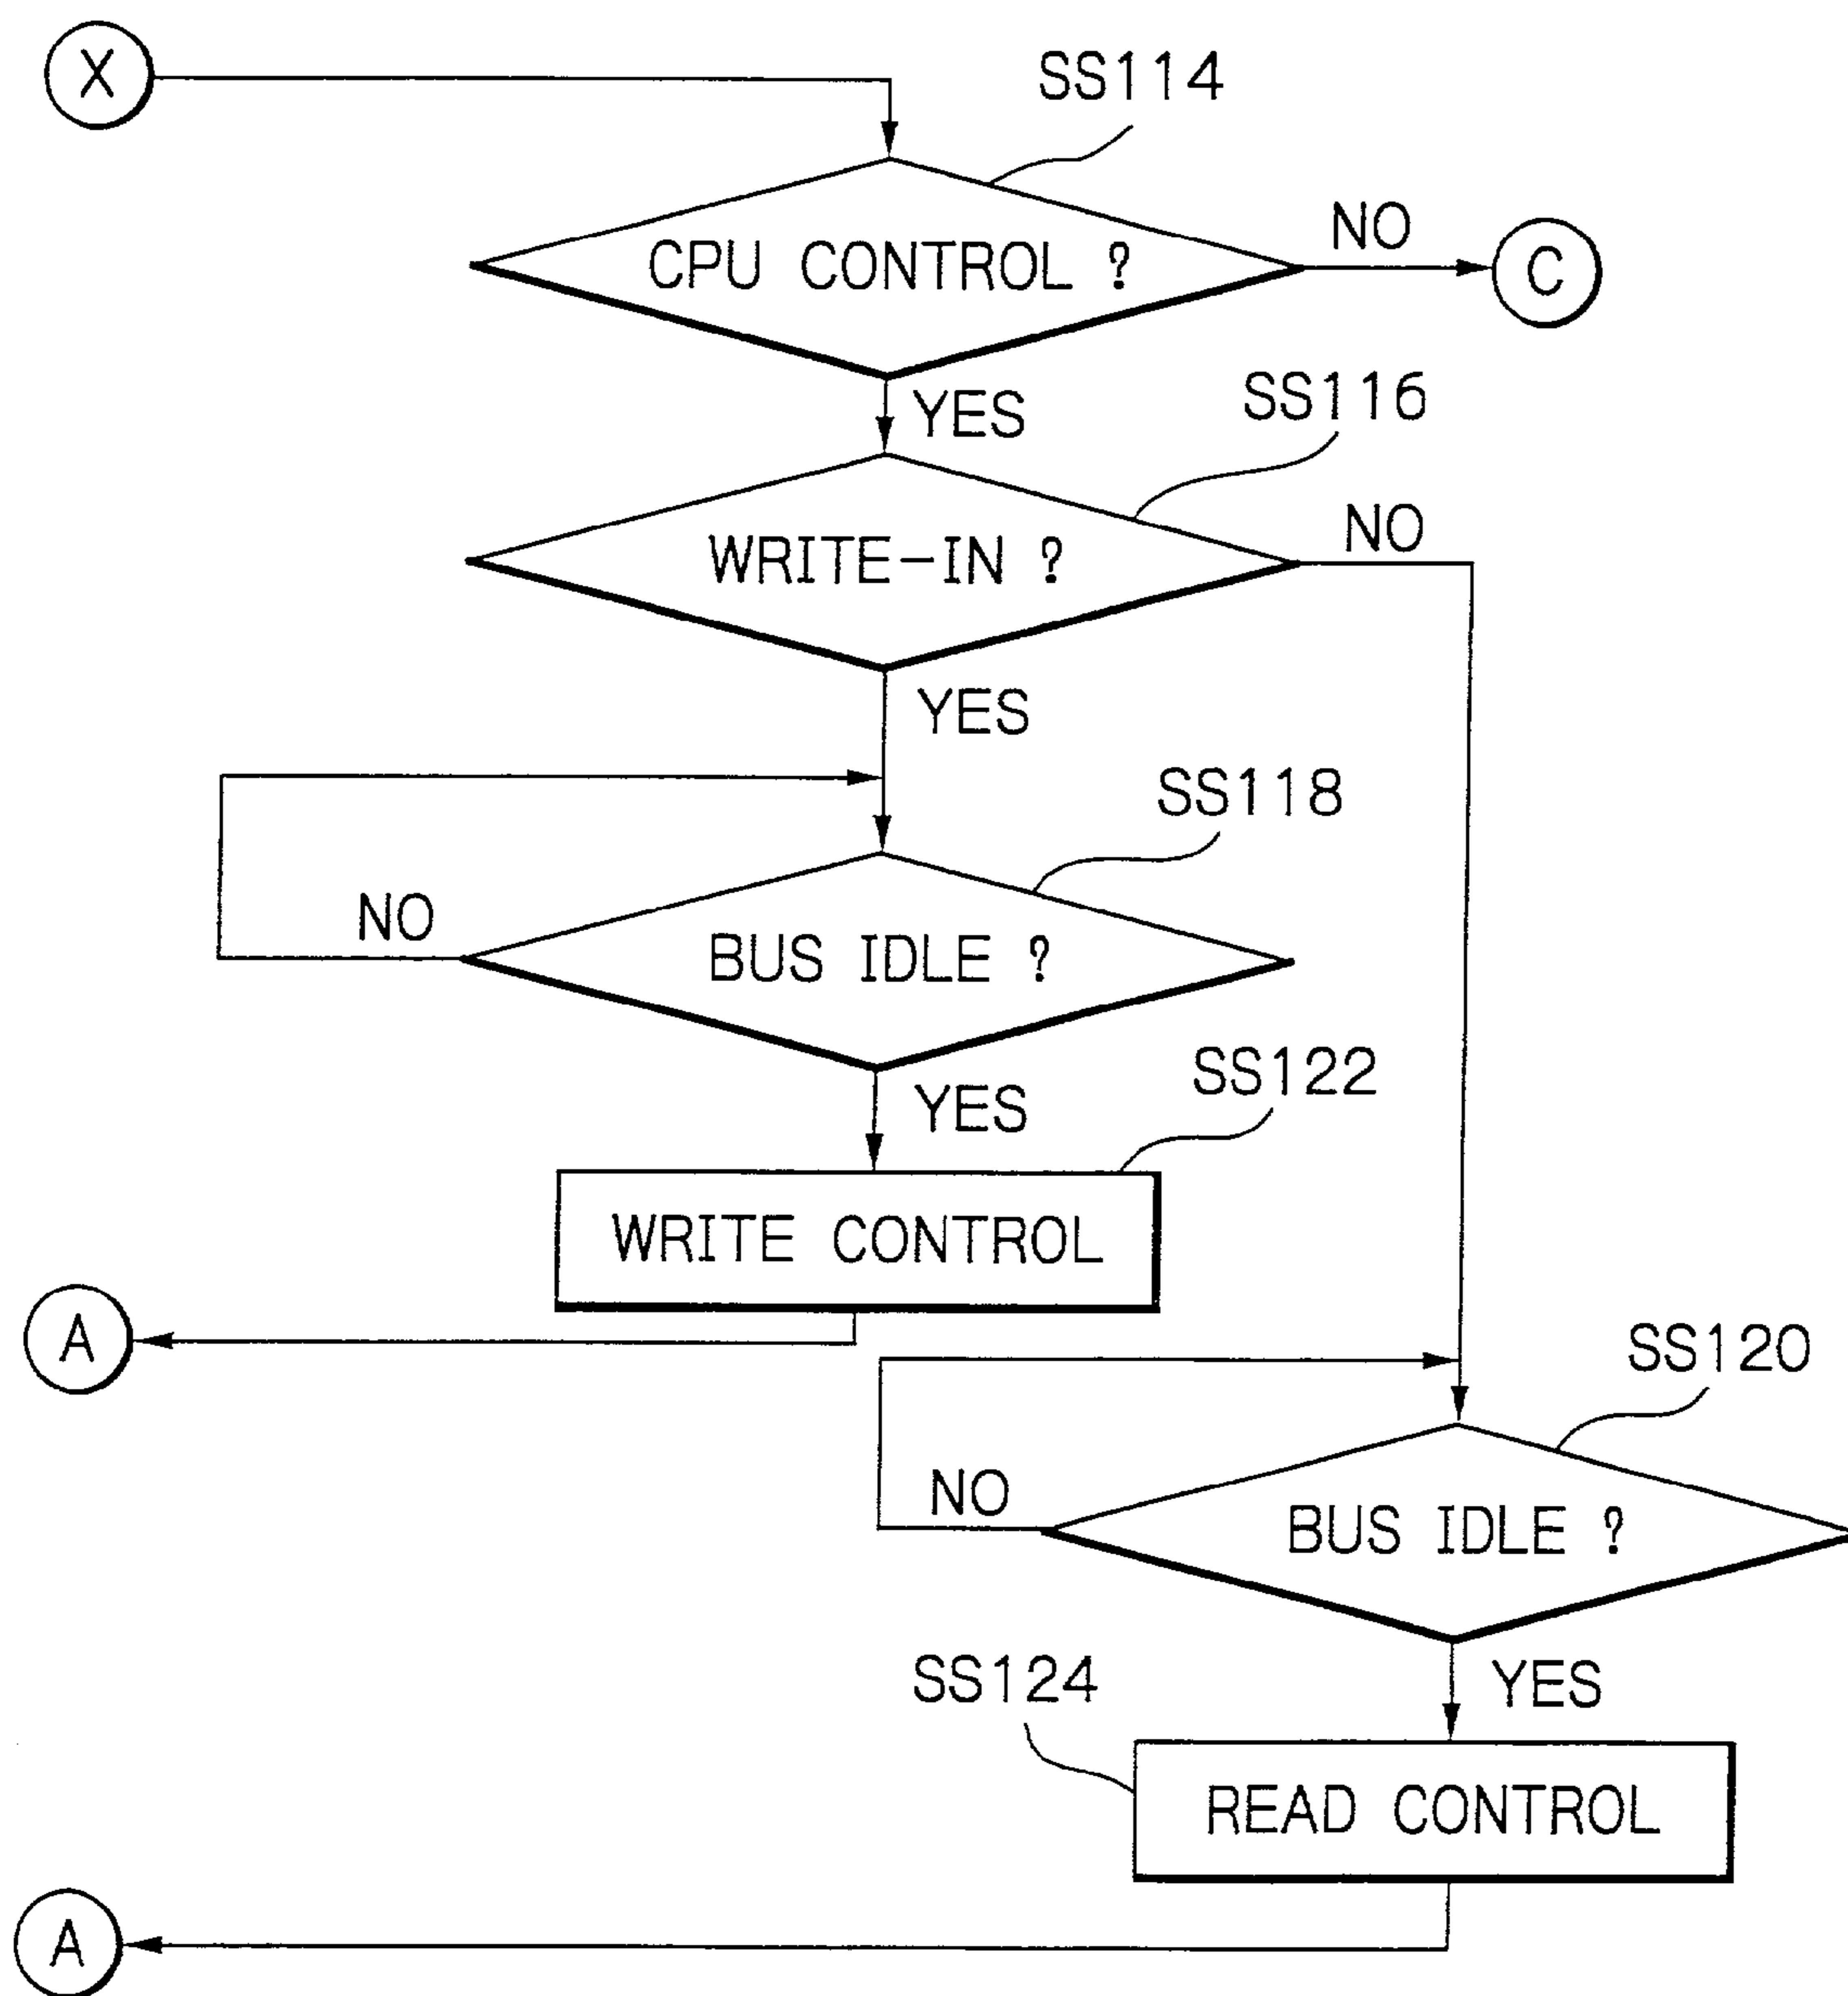 X
SS114
CPU CONTROL ?
NO
C
YES
SS116
WRITE-IN ?
NO
YES
SS118
NO
BUS IDLE ?
YES
SS122
WRITE CONTROL
A
SS120
NO
BUS IDLE ?
YES
SS124
READ CONTROL
A